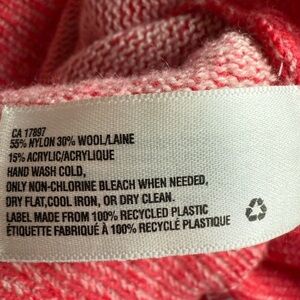 CA 17897
55% NYLON 30% WOOL/LAINE
15% ACRYLIC/ACRYLIQUE
HAND WASH COLD,
ONLY NON-CHLORINE BLEACH WHEN NEEDED,
DRY FLAT,COOL IRON, OR DRY CLEAN.
LABEL MADE FROM 100% RECYCLED PLASTIC
ÉTIQUETTE FABRIQUÉ À 100% RECYCLÉ PLASTIQUE